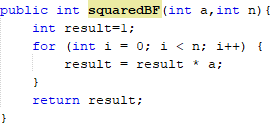 public int squaredBF(int a,int n){
int result=1;
for (int i = 0; i < n; i++) {
result = result * a;
}
return result;
}